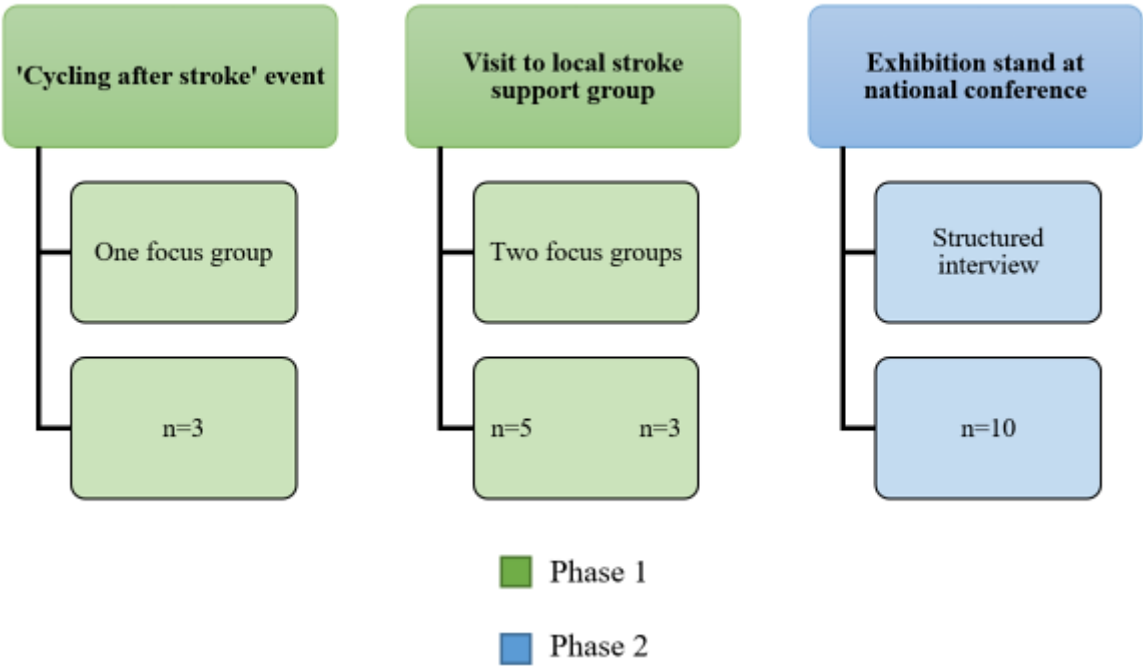 'Cycling after stroke' event
One focus group
n=3
Visit to local stroke
support group
Two focus groups
n=5 n=3
Exhibition stand at
national conference
Structured
interview
n=10
Phase 1
Phase 2